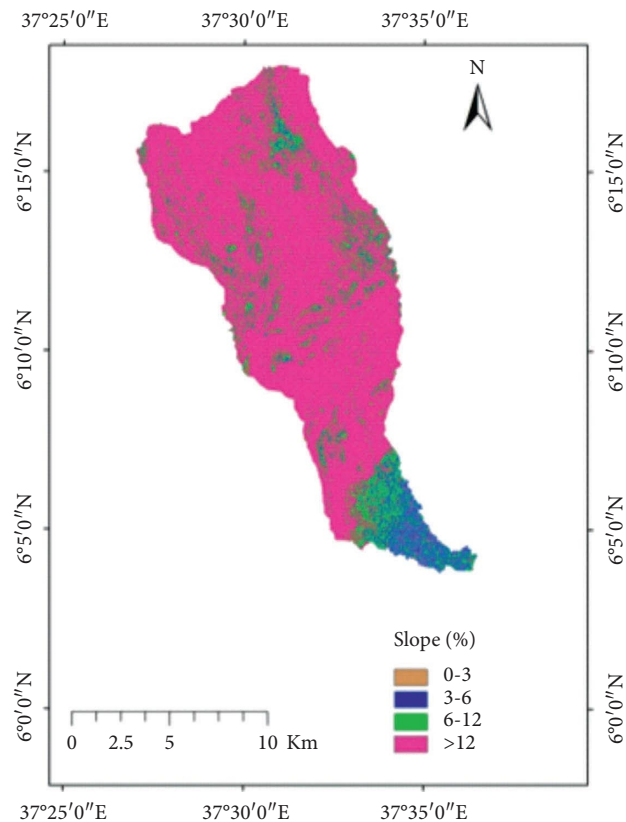 37°25′0″E 37°30′0″E 37°35′0″E
N
6°15′0″N 6°15′0″N
6°10′0″N 6°10′0″N
6°5′0″N 6°5′0″N
Slope (%)
0-3
3-6
6-12
>12
6°0′0″N 6°0′0″N
0 2.5 5 10 Km
37°25′0″E 37°30′0″E 37°35′0″E